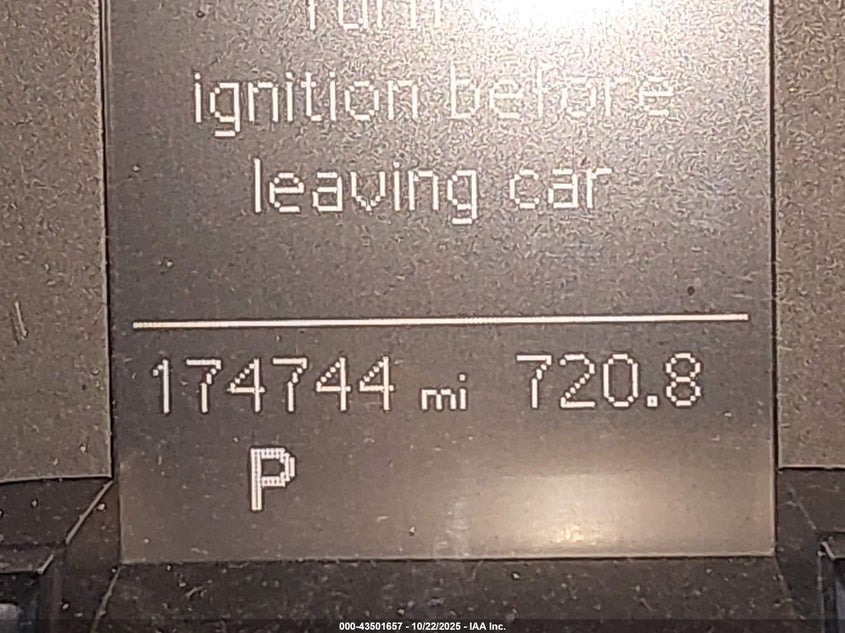 ignition before
leaving car
174744 mi 720.8
P
000-43501657 - 10/22/2025 - IAA Inc.